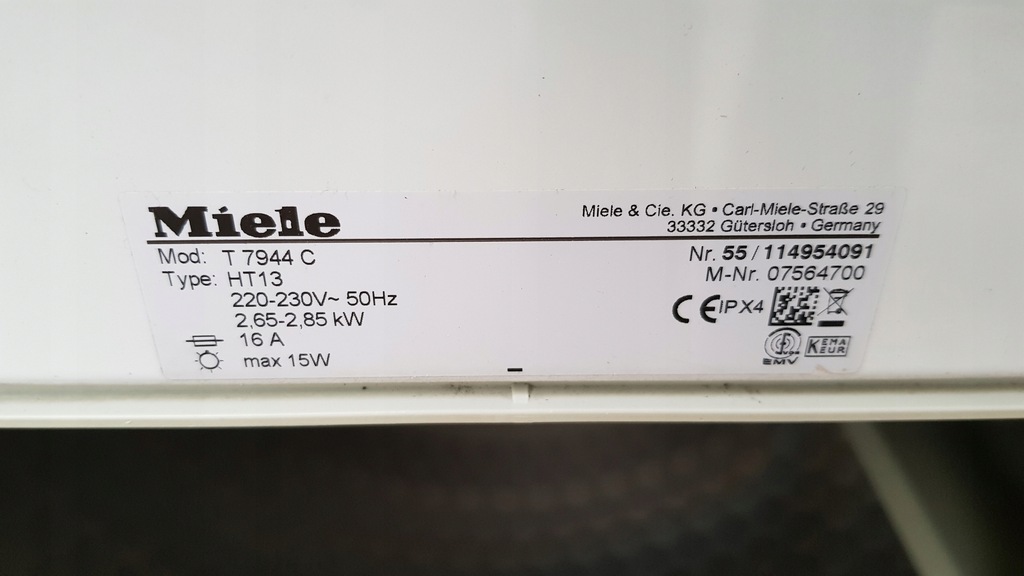 Miele
Miele & Cie. KG • Carl-Miele-Straße 29
33332 Gütersloh • Germany
Mod: T 7944 C
Nr. 55 / 114954091
Type: HT13
M-Nr. 07564700
220-230V~ 50Hz
2,65-2,85 kW
CE IPX4
16 A
max 15W
EMV
KEMA
KEUR